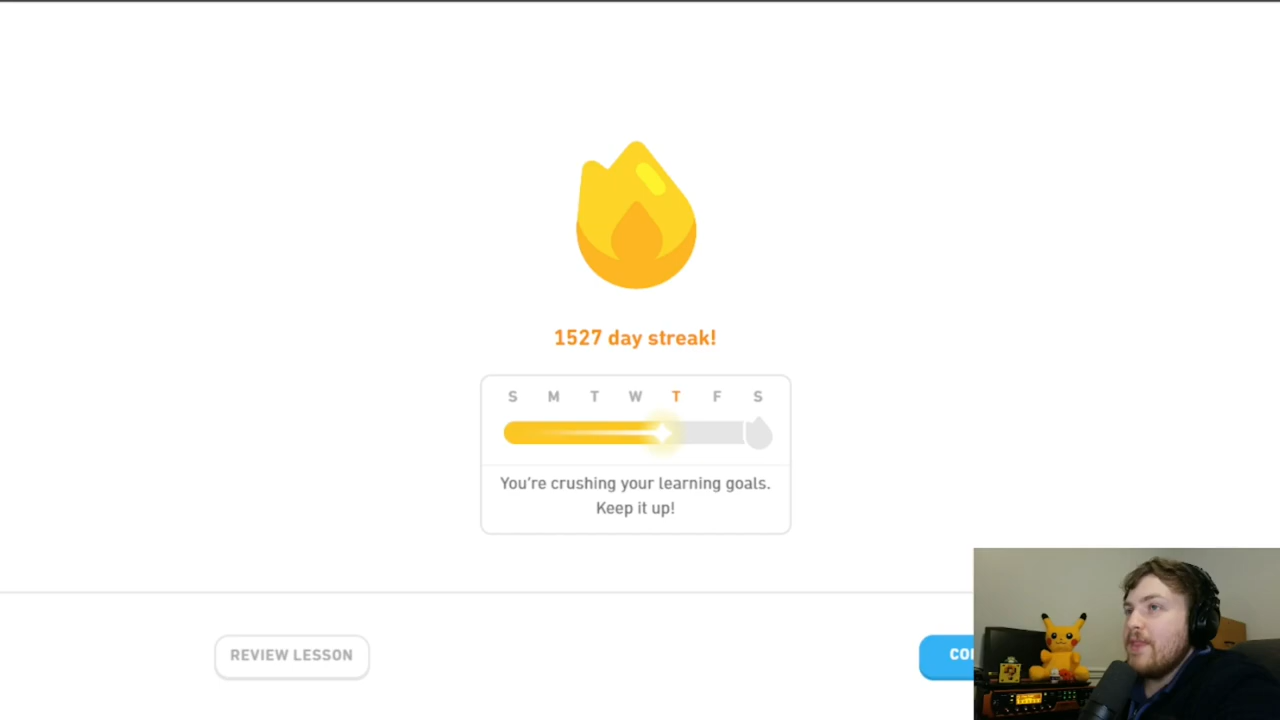 1527 day streak!
S M T W T F S
You're crushing your learning goals.
Keep it up!
REVIEW LESSON